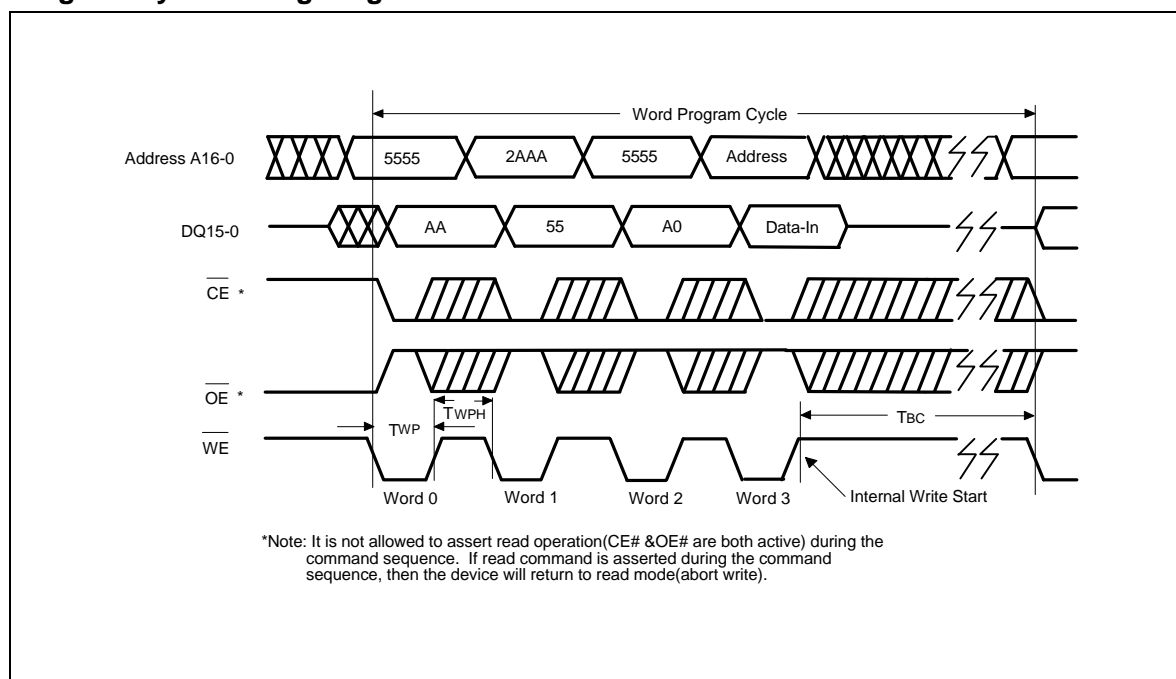 Word Program Cycle
Address A16-0
5555
2AAA
5555
Address
DQ15-0
AA
55
A0
Data-In
CE *
OE *
TWP
TWPH
TBC
WE
Word 0
Word 1
Word 2
Word 3
Internal Write Start
*Note: It is not allowed to assert read operation(CE# &OE# are both active) during the
command sequence. If read command is asserted during the command
sequence, then the device will return to read mode(abort write).